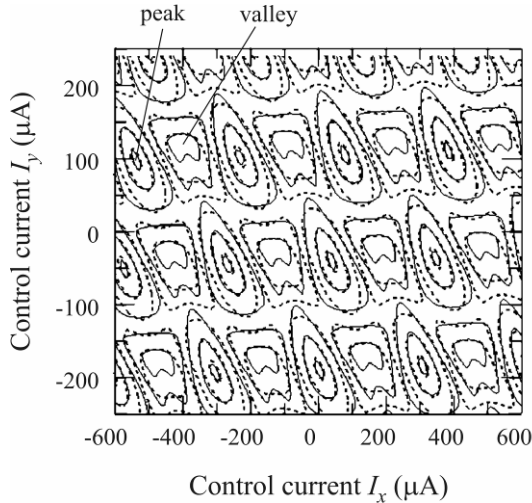 peak valley
200
100
0
-100
-200
Control current I_y (μA)
-600 -400 -200 0 200 400 600
Control current I_x (μA)